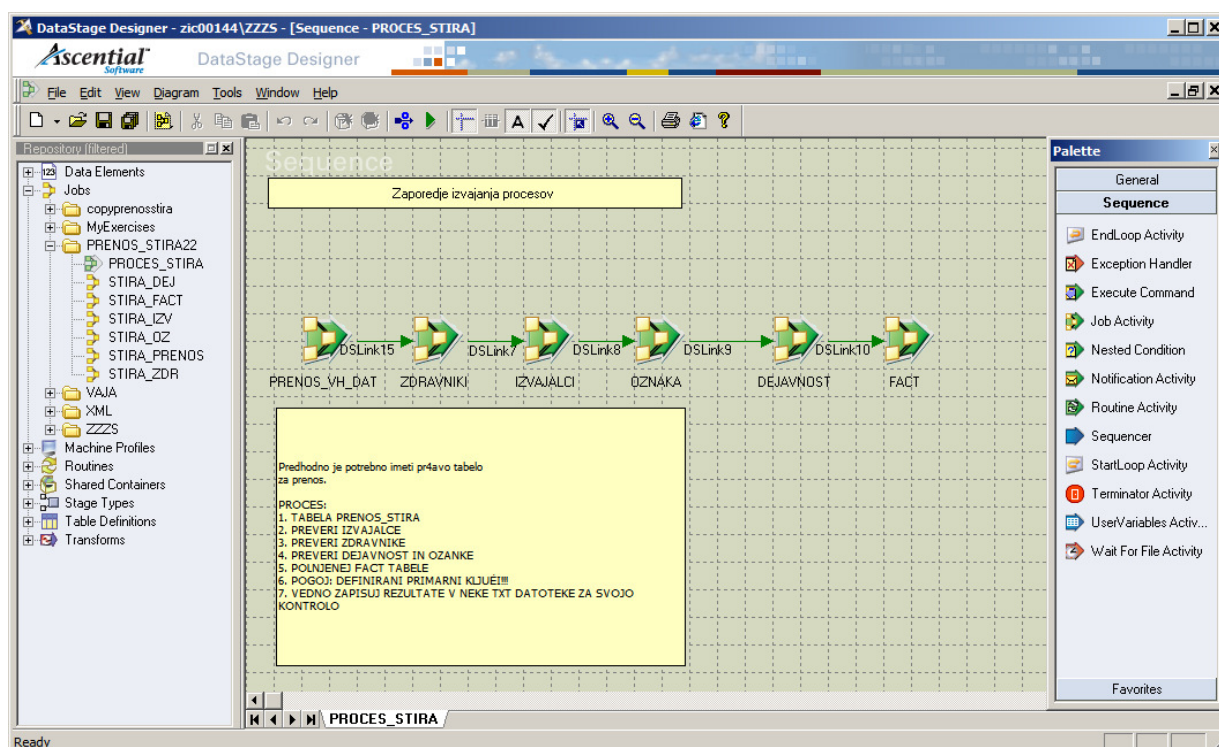 DataStage Designer - zic00144\ZZZS - [Sequence - PROCES_STIRA]
Ascential Software
DataStage Designer
File Edit View Diagram Tools Window Help
Repository (filtered)
Data Elements
Jobs
copyprenosstira
MyExercises
PRENOS_STIRA22
PROCES_STIRA
STIRA_DEJ
STIRA_FACT
STIRA_IZV
STIRA_OZ
STIRA_PRENOS
STIRA_ZDR
VAJA
XML
ZZZS
Machine Profiles
Routines
Shared Containers
Stage Types
Table Definitions
Transforms
Sequence
Zaporedje izvajanja procesov
DSLink15 DSLink7 DSLink8 DSLink9 DSLink10
PRENOS_VH_DAT ZDRAVNIKI IZVAJALCI OZNAKA DEJAVNOST FACT
Predhodno je potrebno imeti pr4avo tabelo
za prenos.
PROCES:
1. TABELA PRENOS_STIRA
2. PREVERI IZVAJALCE
3. PREVERI ZDRAVNIKE
4. PREVERI DEJAVNOST IN OZANKE
5. POLNJENEJ FACT TABELE
6. POGOJ: DEFINIRANI PRIMARNI KLJUÉI!!!
7. VEDNO ZAPISUJ REZULTATE V NEKE TXT DATOTEKE ZA SVOJO
KONTROLO
PROCES_STIRA
Palette
General
Sequence
EndLoop Activity
Exception Handler
Execute Command
Job Activity
Nested Condition
Notification Activity
Routine Activity
Sequencer
StartLoop Activity
Terminator Activity
UserVariables Activ...
Wait For File Activity
Favorites
Ready